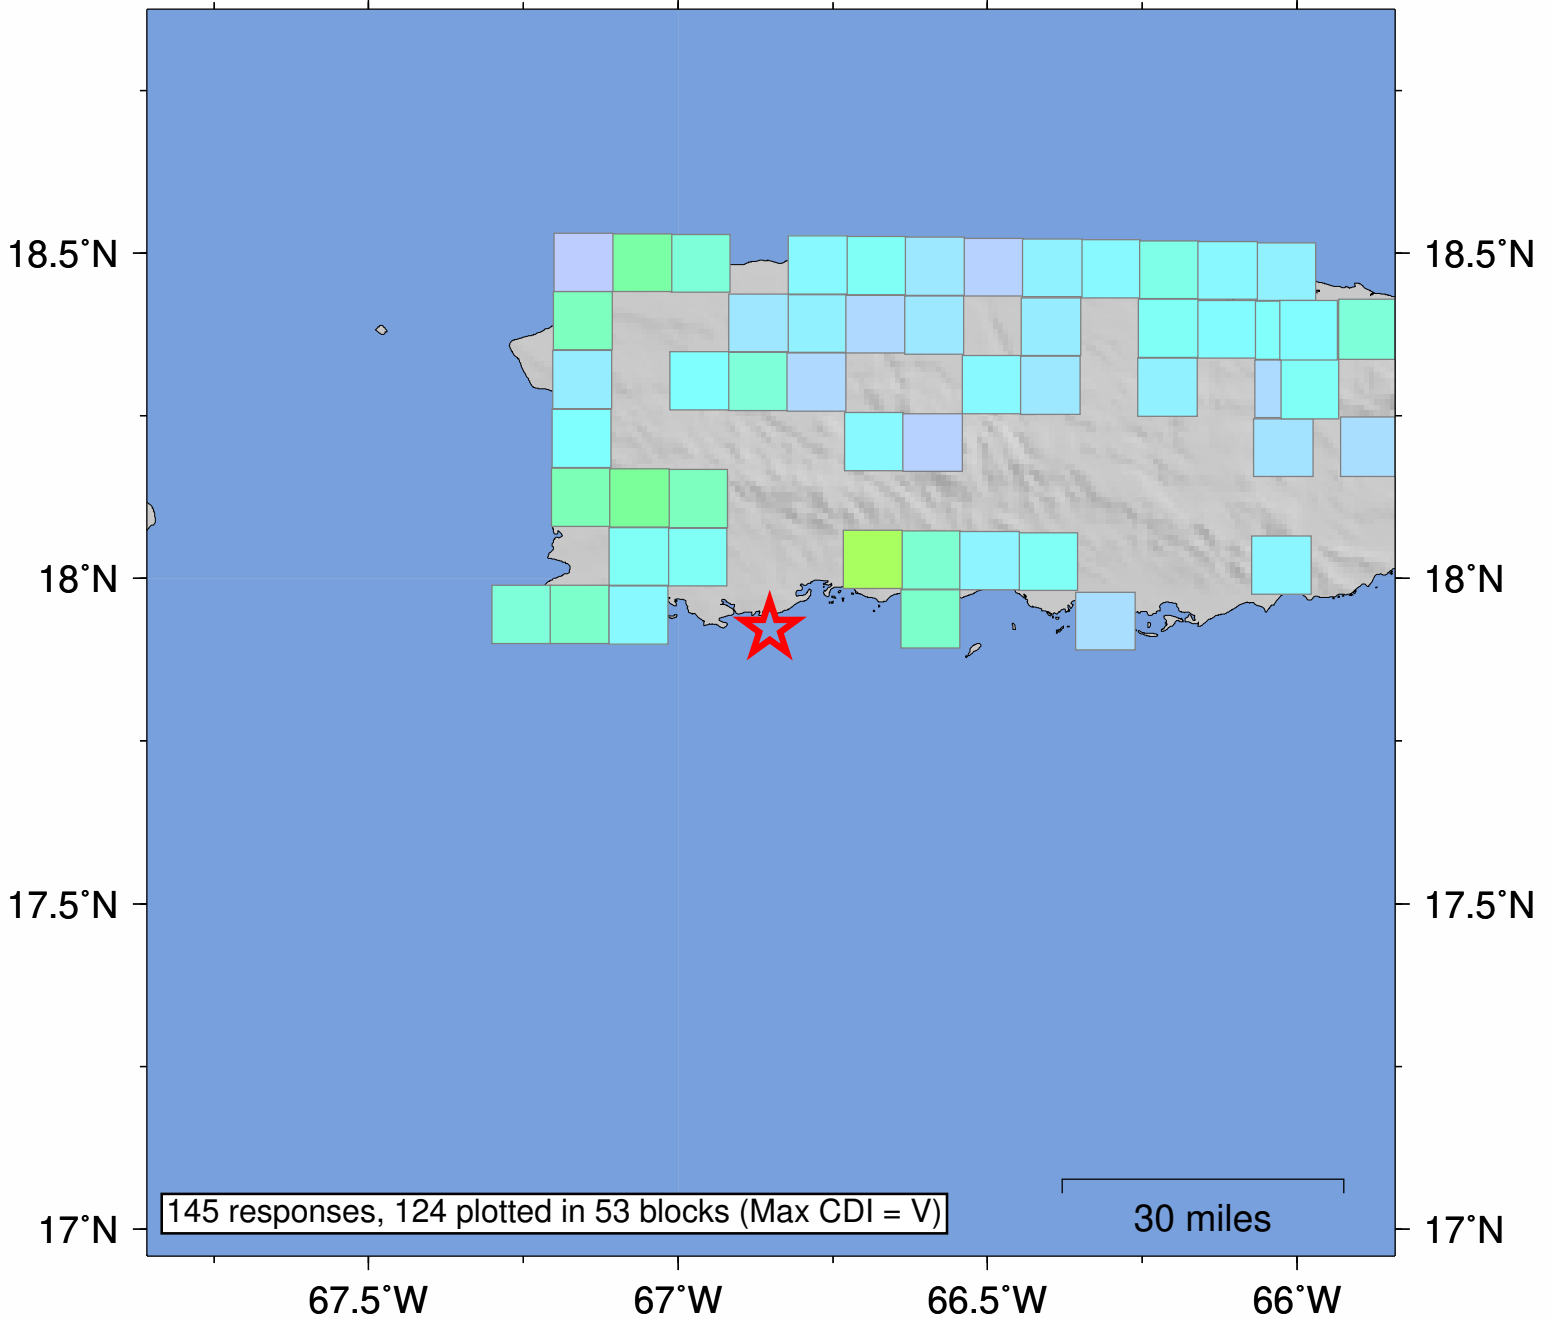 18.5˚N 18.5˚N
18˚N 18˚N
17.5˚N 17.5˚N
145 responses, 124 plotted in 53 blocks (Max CDI = V)
30 miles
17˚N 17˚N
67.5˚W 67˚W 66.5˚W 66˚W